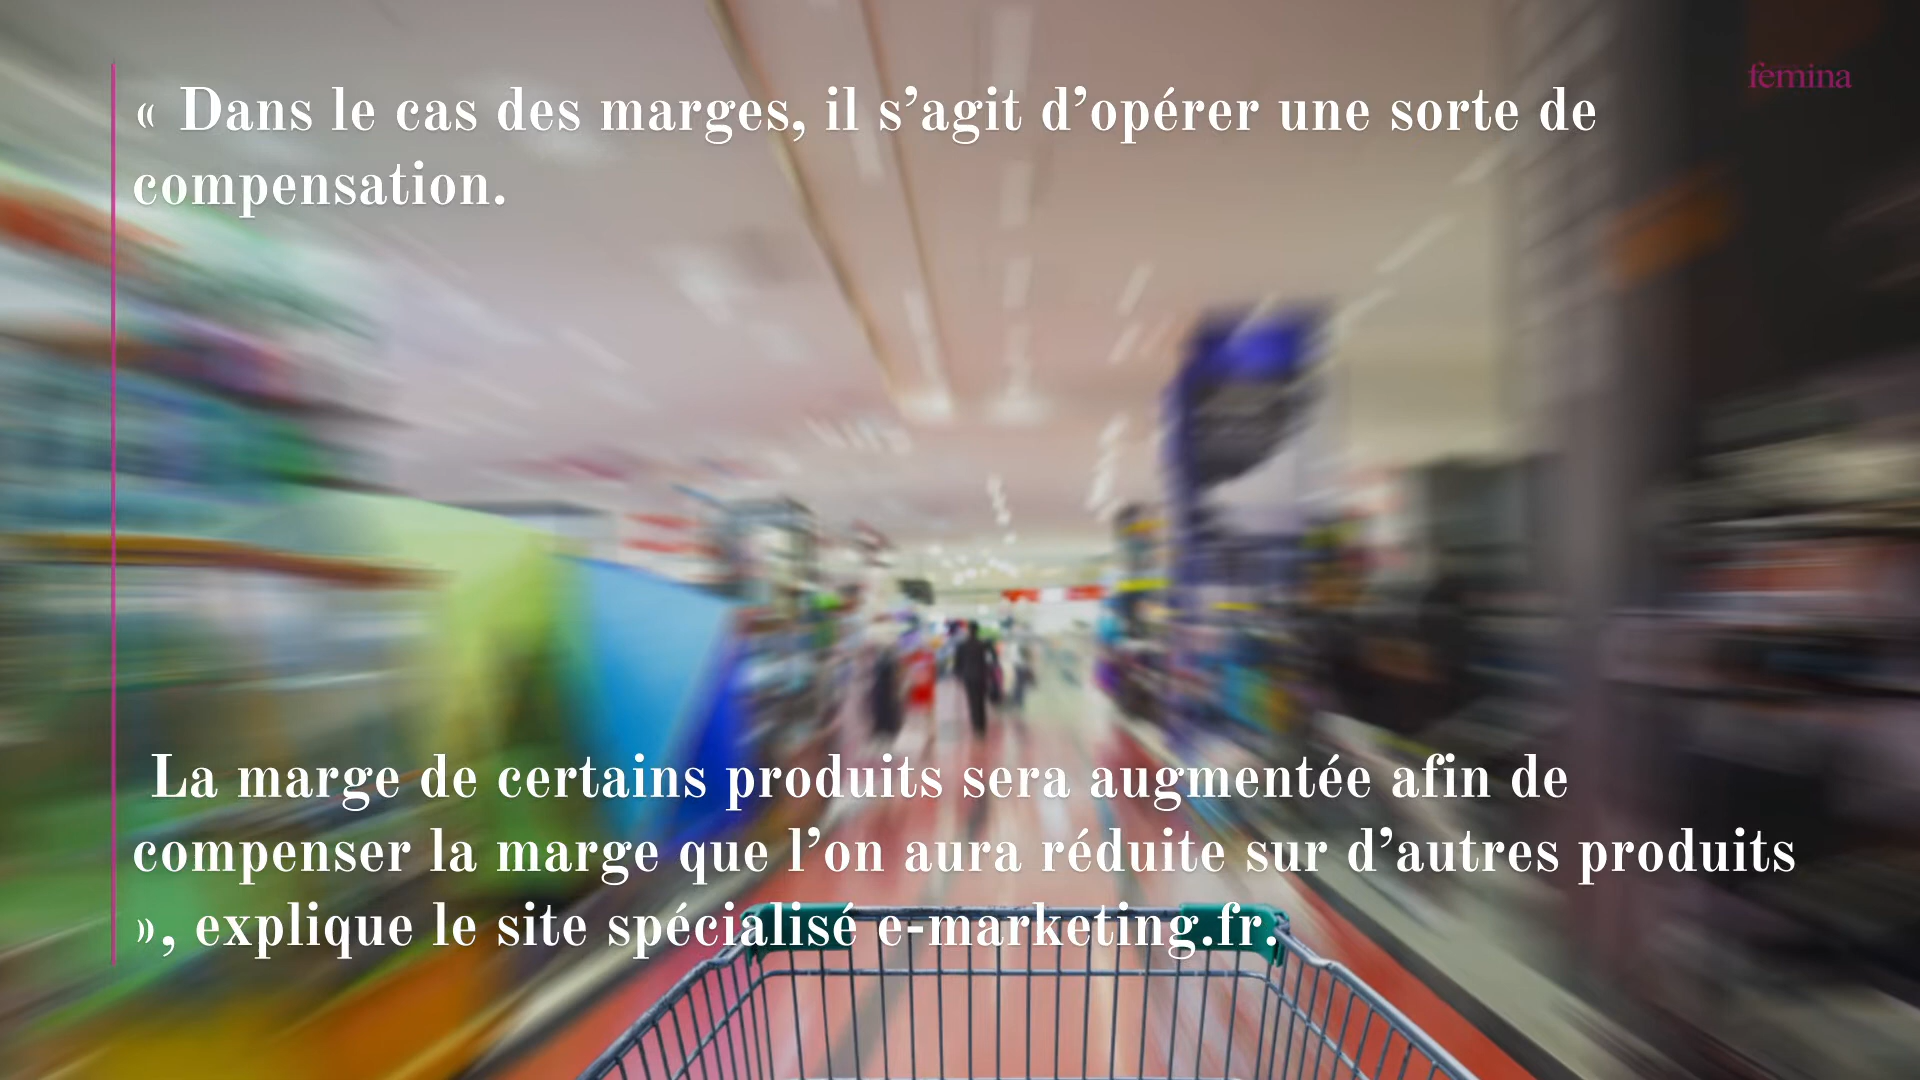 femina
« Dans le cas des marges, il s’agit d’opérer une sorte de
compensation.
La marge de certains produits sera augmentée afin de
compenser la marge que l’on aura réduite sur d’autres produits
», explique le site spécialisé e-marketing.fr.